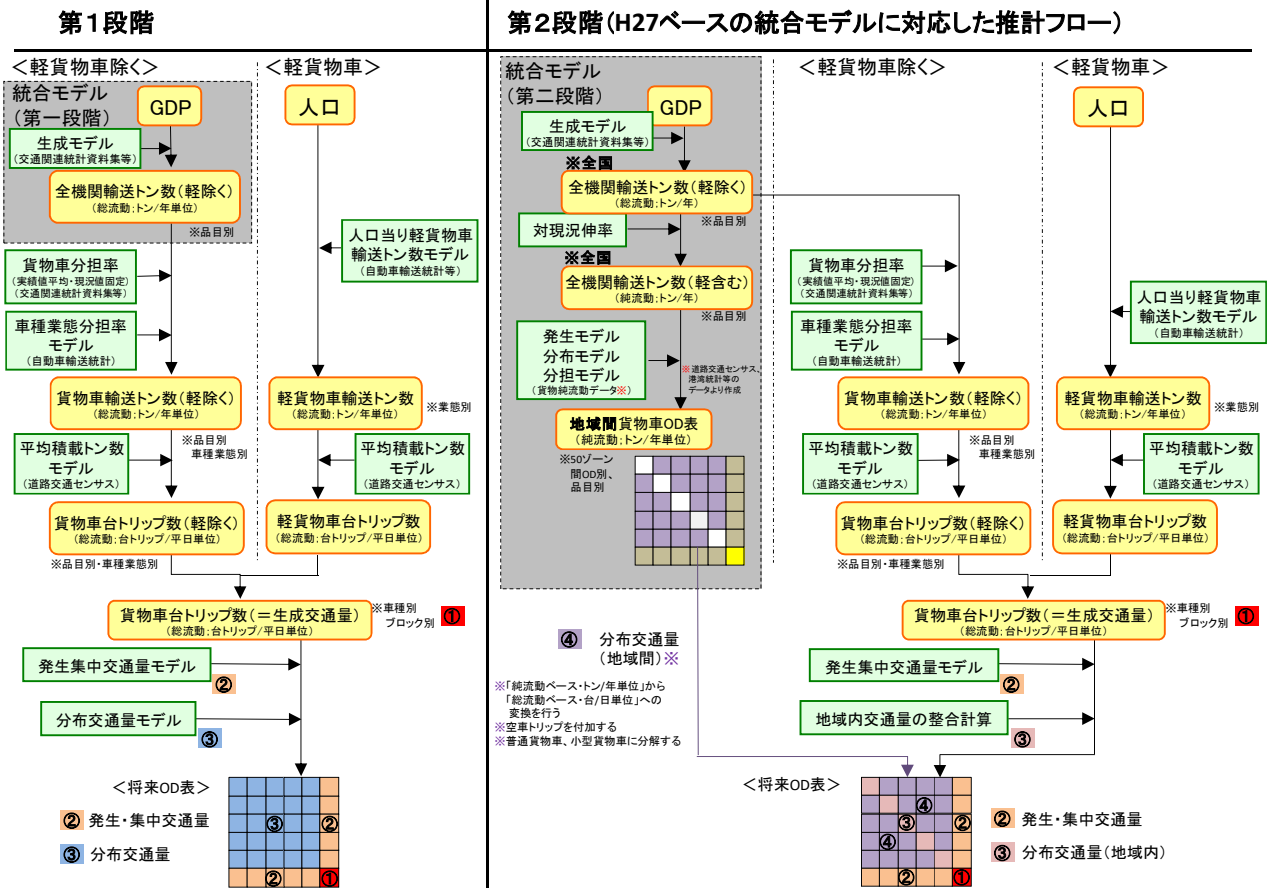 第1段階
＜軽貨物車除く＞
＜軽貨物車＞
統合モデル
（第一段階）
GDP
人口
生成モデル
（交通関連統計資料集等）
全機関輸送トン数（軽除く）
（総流動；トン/年単位）
※品目別
人口当り軽貨物車
輸送トン数モデル
（自動車輸送統計等）
貨物車分担率
（実績値平均・現況値固定）
（交通関連統計資料集等）
車種業態分担率
モデル
（自動車輸送統計）
貨物車輸送トン数（軽除く）
（総流動；トン/年単位）
※品目別
車種業態別
軽貨物車輸送トン数
（総流動；トン/年単位）
※業態別
平均積載トン数
モデル
（道路交通センサス）
平均積載トン数
モデル
（道路交通センサス）
貨物車台トリップ数（軽除く）
（総流動；台トリップ/平日単位）
※品目別・車種業態別
軽貨物車台トリップ数
（総流動；台トリップ/平日単位）
貨物車台トリップ数（＝生成交通量）
（総流動；台トリップ/平日単位）
※車種別
ブロック別
①
発生集中交通量モデル
②
分布交通量モデル
③
＜将来OD表＞
② 発生・集中交通量
③ 分布交通量
③
②
②
①
第2段階（H27ベースの統合モデルに対応した推計フロー）
統合モデル
（第二段階）
GDP
生成モデル
（交通関連統計資料集等）
※全国
全機関輸送トン数（軽除く）
（総流動；トン/年）
※品目別
対現況伸率
※全国
全機関輸送トン数（軽含む）
（純流動；トン/年）
※品目別
発生モデル
分布モデル
分担モデル
（貨物純流動データ※）
※道路交通センサス、
港湾統計等の
データより作成
地域間貨物車OD表
（純流動；トン/年単位）
※50ゾーン
間OD別、
品目別
④ 分布交通量
（地域間）※
※「純流動ベース・トン/年単位」から
「総流動ベース・台/日単位」への
変換を行う
※空車トリップを付加する
※普通貨物車、小型貨物車に分解する
＜軽貨物車除く＞
＜軽貨物車＞
人口
貨物車分担率
（実績値平均・現況値固定）
（交通関連統計資料集等）
人口当り軽貨物車
輸送トン数モデル
（自動車輸送統計等）
車種業態分担率
モデル
（自動車輸送統計）
貨物車輸送トン数（軽除く）
（総流動；トン/年単位）
※品目別
車種業態別
軽貨物車輸送トン数
（総流動；トン/年単位）
※業態別
平均積載トン数
モデル
（道路交通センサス）
平均積載トン数
モデル
（道路交通センサス）
貨物車台トリップ数（軽除く）
（総流動；台トリップ/平日単位）
※品目別・車種業態別
軽貨物車台トリップ数
（総流動；台トリップ/平日単位）
貨物車台トリップ数（＝生成交通量）
（総流動；台トリップ/平日単位）
※車種別
ブロック別
①
発生集中交通量モデル
②
地域内交通量の整合計算
③
＜将来OD表＞
④
③
②
④
②
①
② 発生・集中交通量
③ 分布交通量（地域内）